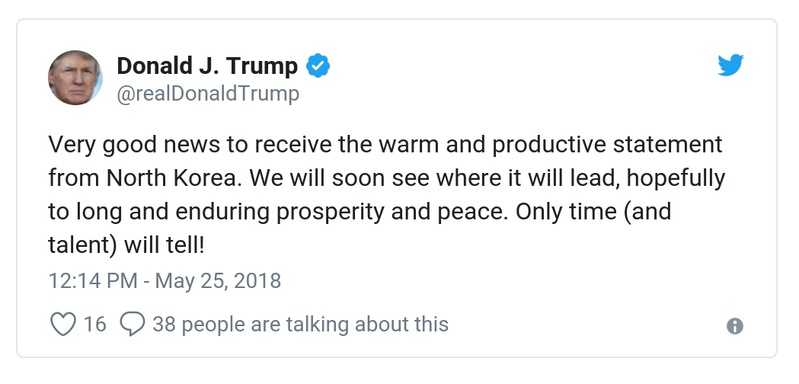 Donald J. Trump
@realDonaldTrump
Very good news to receive the warm and productive statement
from North Korea. We will soon see where it will lead, hopefully
to long and enduring prosperity and peace. Only time (and
talent) will tell!
12:14 PM - May 25, 2018
16 38 people are talking about this